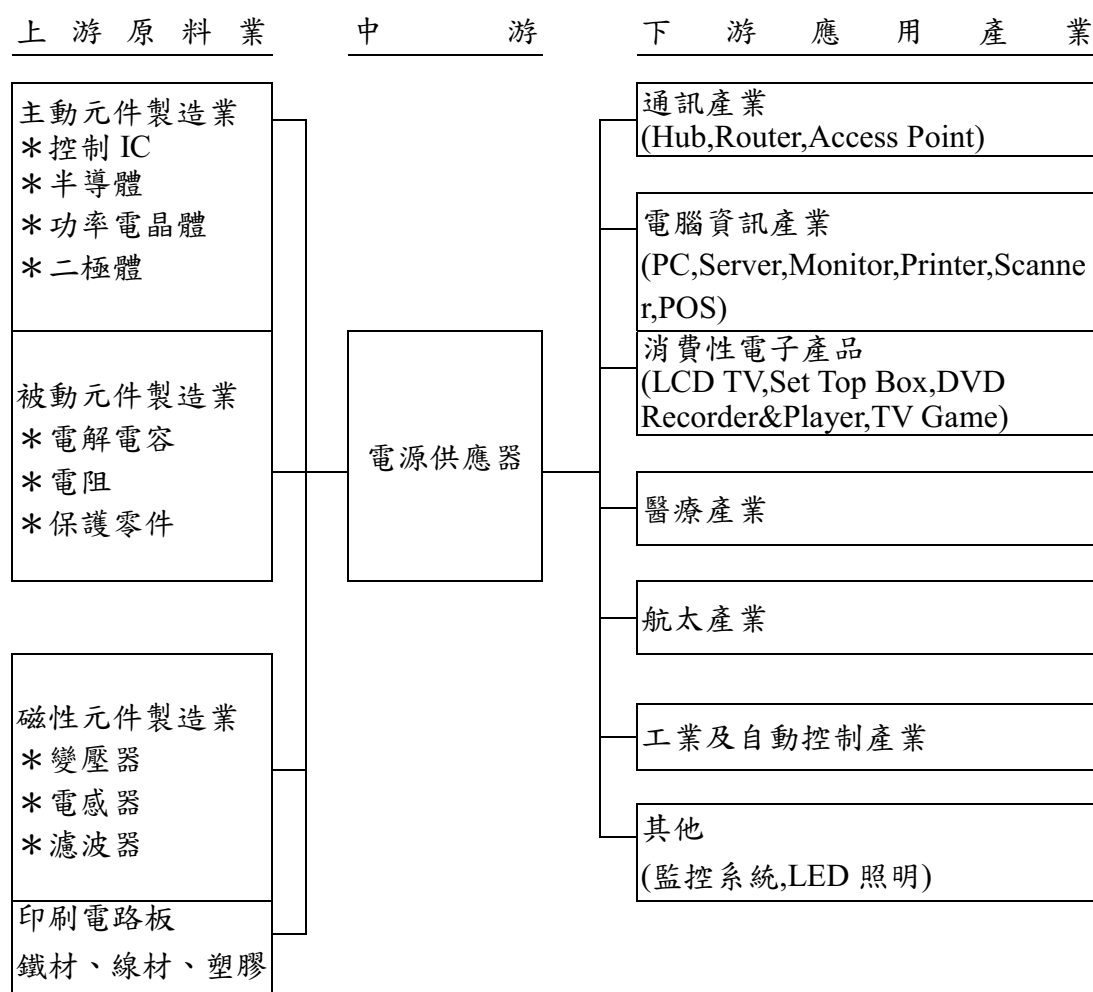 上游原料業
中游
下游應用產業
主動元件製造業
＊控制 IC
＊半導體
＊功率電晶體
＊二極體
被動元件製造業
＊電解電容
＊電阻
＊保護零件
磁性元件製造業
＊變壓器
＊電感器
＊濾波器
印刷電路板
鐵材、線材、塑膠
電源供應器
通訊產業
(Hub,Router,Access Point)
電腦資訊產業
(PC,Server,Monitor,Printer,Scanne
r,POS)
消費性電子產品
(LCD TV,Set Top Box,DVD
Recorder&Player,TV Game)
醫療產業
航太產業
工業及自動控制產業
其他
(監控系統,LED 照明)